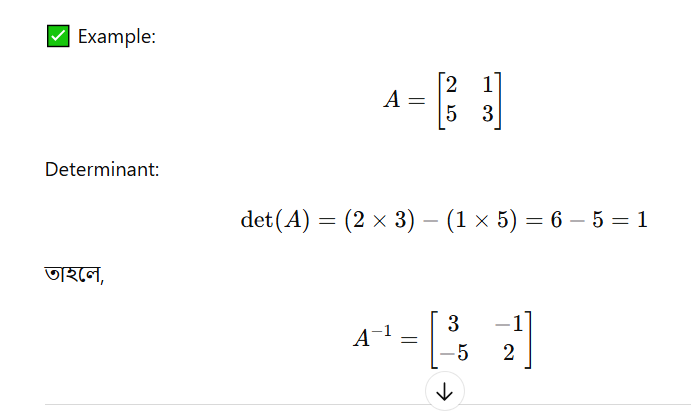 ✅ Example:
A = [2 1
5 3]
Determinant:
det(A) = (2 × 3) − (1 × 5) = 6 − 5 = 1
তাহলে,
A⁻¹ = [3 −1
−5 2]